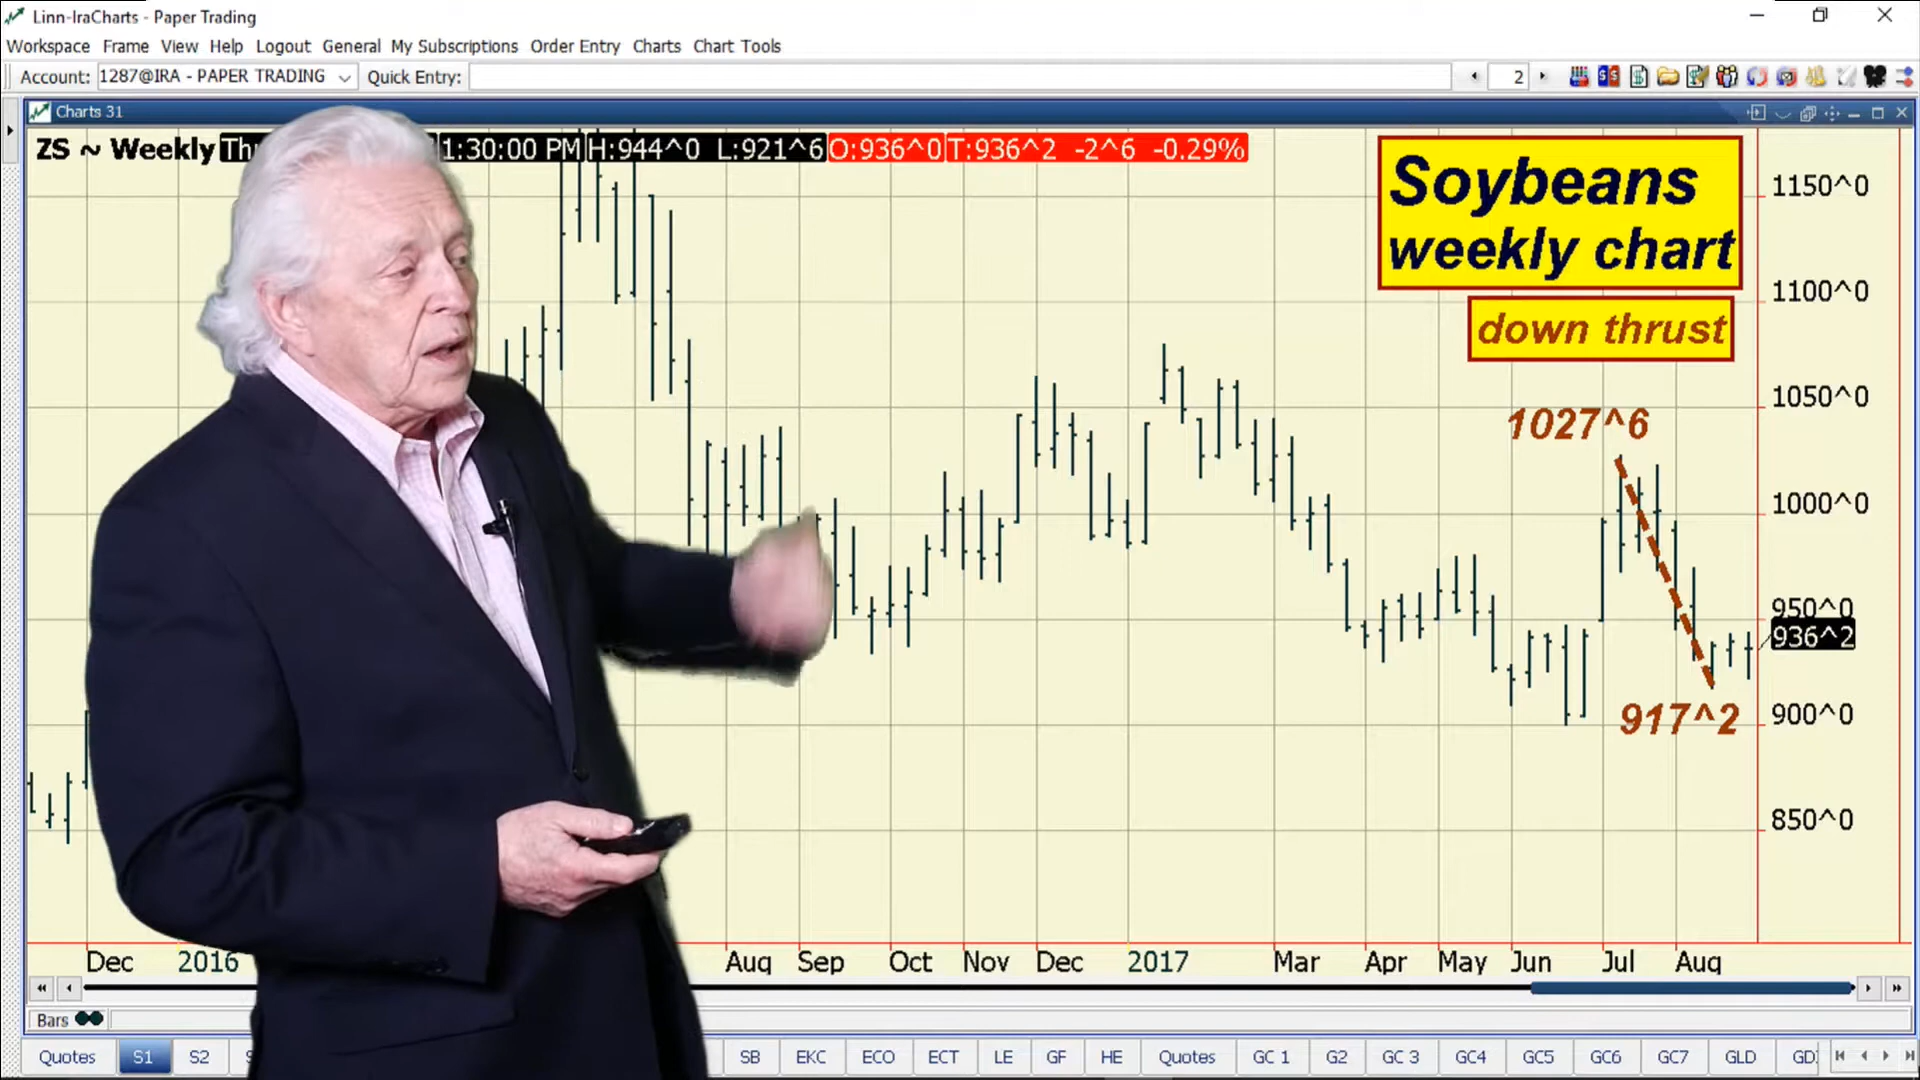 Linn-IraCharts - Paper Trading
Workspace Frame View Help Logout General My Subscriptions Order Entry Charts Chart Tools
Account: 1287@IRA - PAPER TRADING Quick Entry: 2
Charts 31
ZS ~ Weekly 1:30:00 PM H:944^0 L:921^6 O:936^0 T:936^2 -2^6 -0.29%
Soybeans
weekly chart
down thrust
1150^0
1100^0
1050^0
1027^6
1000^0
950^0
936^2
917^2
900^0
850^0
Dec 2016 Aug Sep Oct Nov Dec 2017 Mar Apr May Jun Jul Aug
Bars
Quotes S1 S2 SB EKC ECO ECT LE GF HE Quotes GC 1 G2 GC 3 GC4 GC5 GC6 GC7 GLD